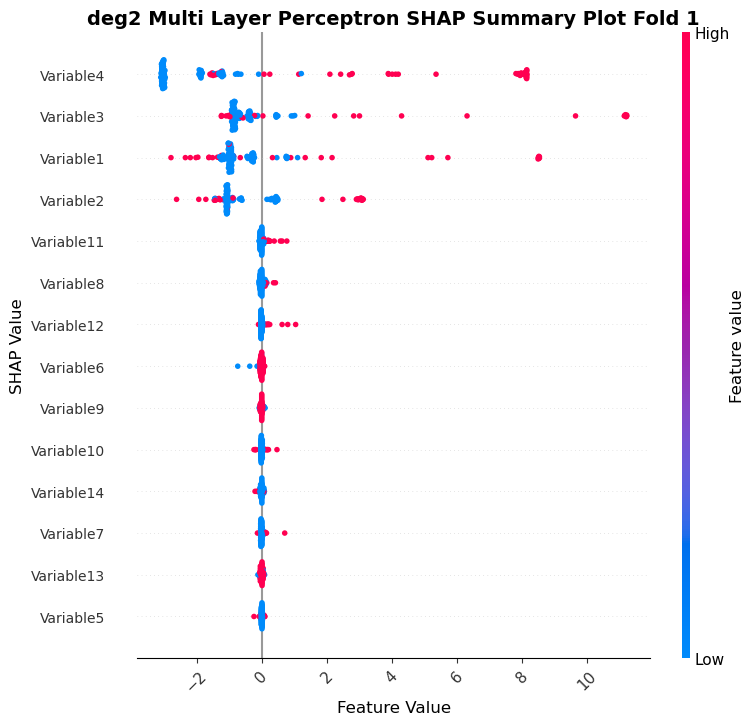 deg2 Multi Layer Perceptron SHAP Summary Plot Fold 1
High
Variable4
Variable3
Variable1
Variable2
Variable11
Variable8
Variable12
Variable6
Variable9
Variable10
Variable14
Variable7
Variable13
Variable5
SHAP Value
Feature value
Low
−2
0
2
4
6
8
10
Feature Value